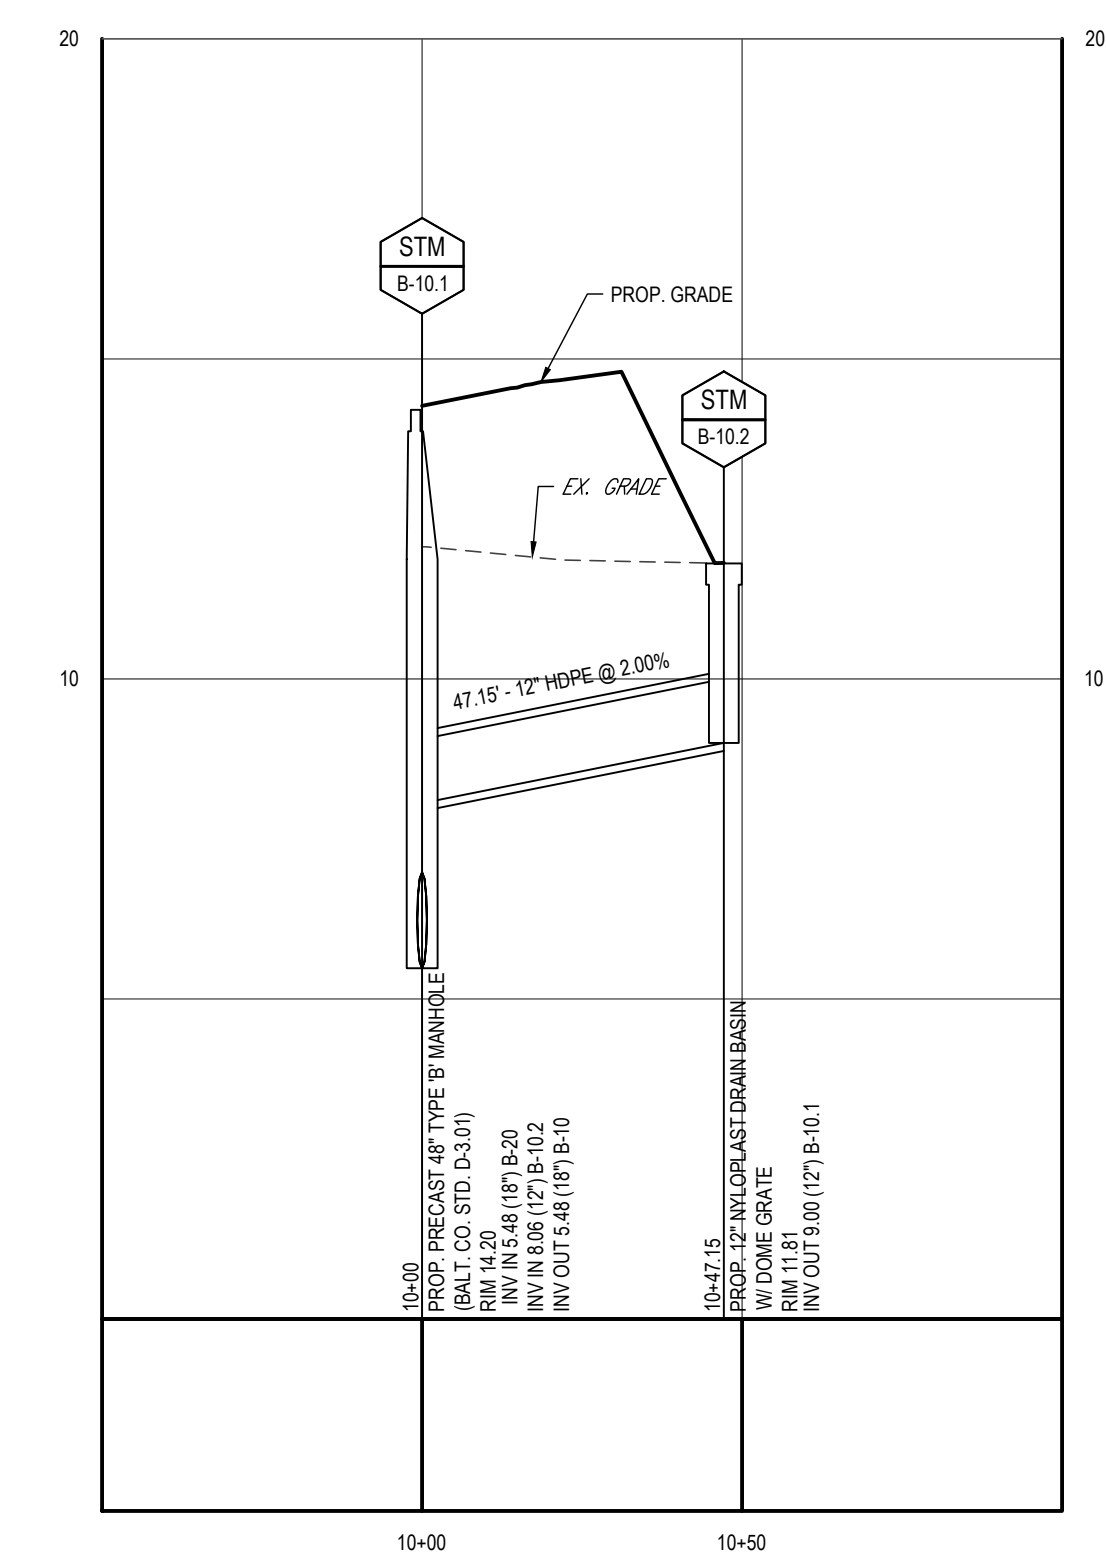 20
20
STM
B-10.1
PROP. GRADE
STM
B-10.2
EX. GRADE
10
10
47.15' - 12" HDPE @ 2.00%
10+00
PROP. PRECAST 48" TYPE 'B' MANHOLE
(BALT. CO. STD. D-3.01)
RIM 14.20
INV IN 5.48 (18") B-20
INV IN 8.06 (12") B-10.2
INV OUT 5.48 (18") B-10
10+47.15
PROP. 12" NYLOPLAST DRAIN BASIN
W/ DOME GRATE
RIM 11.81
INV OUT 9.00 (12") B-10.1
10+00
10+50